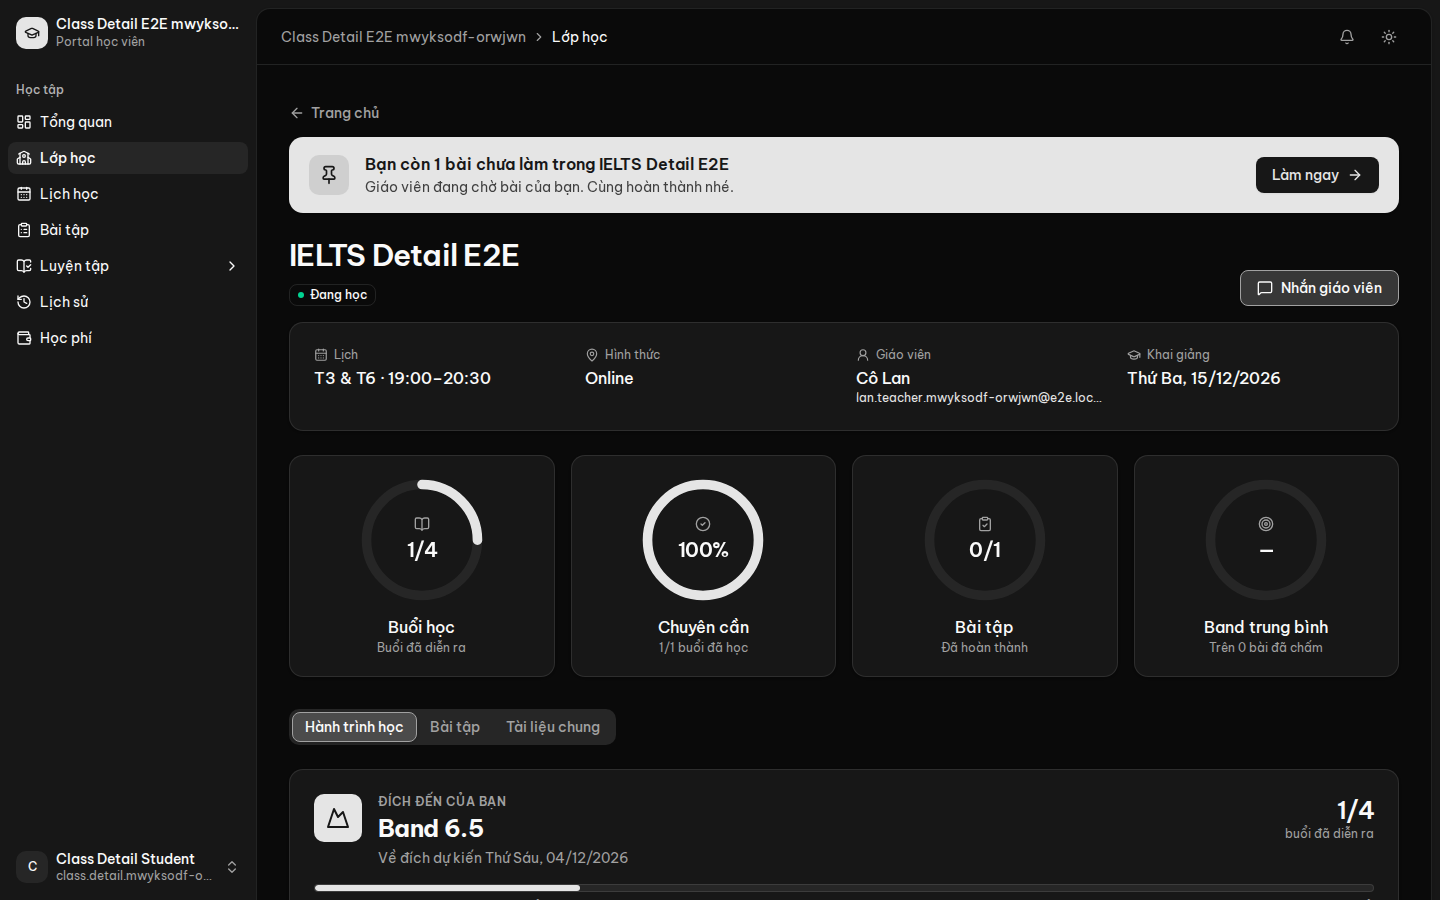 Class Detail E2E mwykso...
Portal học viên
Học tập
Tổng quan
Lớp học
Lịch học
Bài tập
Luyện tập
Lịch sử
Học phí
C
Class Detail Student
class.detail.mwyksodf-o...
Class Detail E2E mwyksodf-orwjwn
Lớp học
Trang chủ
Bạn còn 1 bài chưa làm trong IELTS Detail E2E
Giáo viên đang chờ bài của bạn. Cùng hoàn thành nhé.
Làm ngay
IELTS Detail E2E
Đang học
Nhắn giáo viên
Lịch
T3 & T6 · 19:00–20:30
Hình thức
Online
Giáo viên
Cô Lan
lan.teacher.mwyksodf-orwjwn@e2e.loc...
Khai giảng
Thứ Ba, 15/12/2026
1/4
Buổi học
Buổi đã diễn ra
100%
Chuyên cần
1/1 buổi đã học
0/1
Bài tập
Đã hoàn thành
–
Band trung bình
Trên 0 bài đã chấm
Hành trình học
Bài tập
Tài liệu chung
ĐÍCH ĐẾN CỦA BẠN
Band 6.5
Về đích dự kiến Thứ Sáu, 04/12/2026
1/4
buổi đã diễn ra